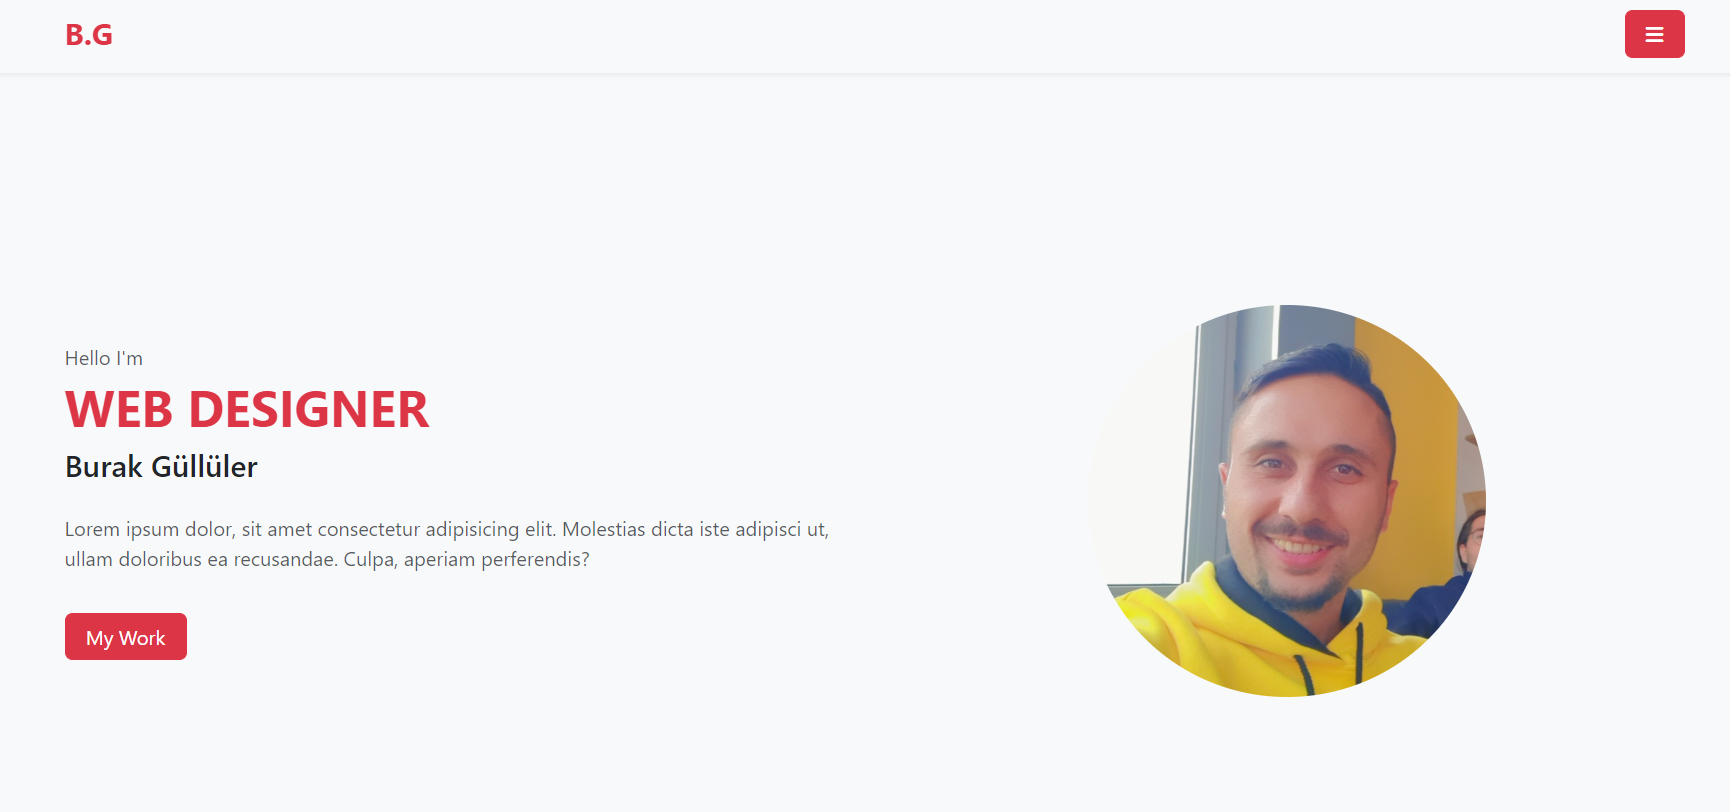 B.G
Hello I'm
WEB DESIGNER
Burak Güllüler
Lorem ipsum dolor, sit amet consectetur adipisicing elit. Molestias dicta iste adipisci ut,
ullam doloribus ea recusandae. Culpa, aperiam perferendis?
My Work